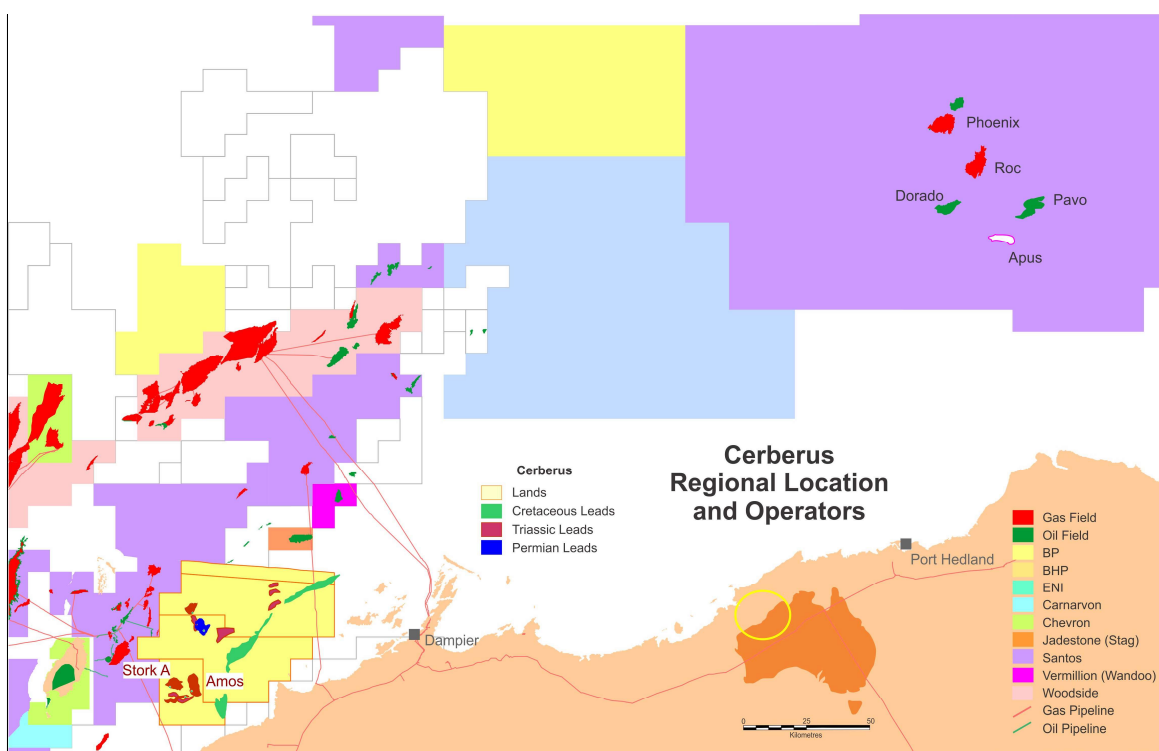 Phoenix
Roc
Dorado
Pavo
Apus
Cerberus
Regional Location
and Operators
Cerberus
Lands
Cretaceous Leads
Triassic Leads
Permian Leads
Port Hedland
Dampier
Stork A
Amos
Gas Field
Oil Field
BP
BHP
ENI
Carnarvon
Chevron
Jadestone (Stag)
Santos
Vermillion (Wandoo)
Woodside
Gas Pipeline
Oil Pipeline
0 25 50
Kilometres